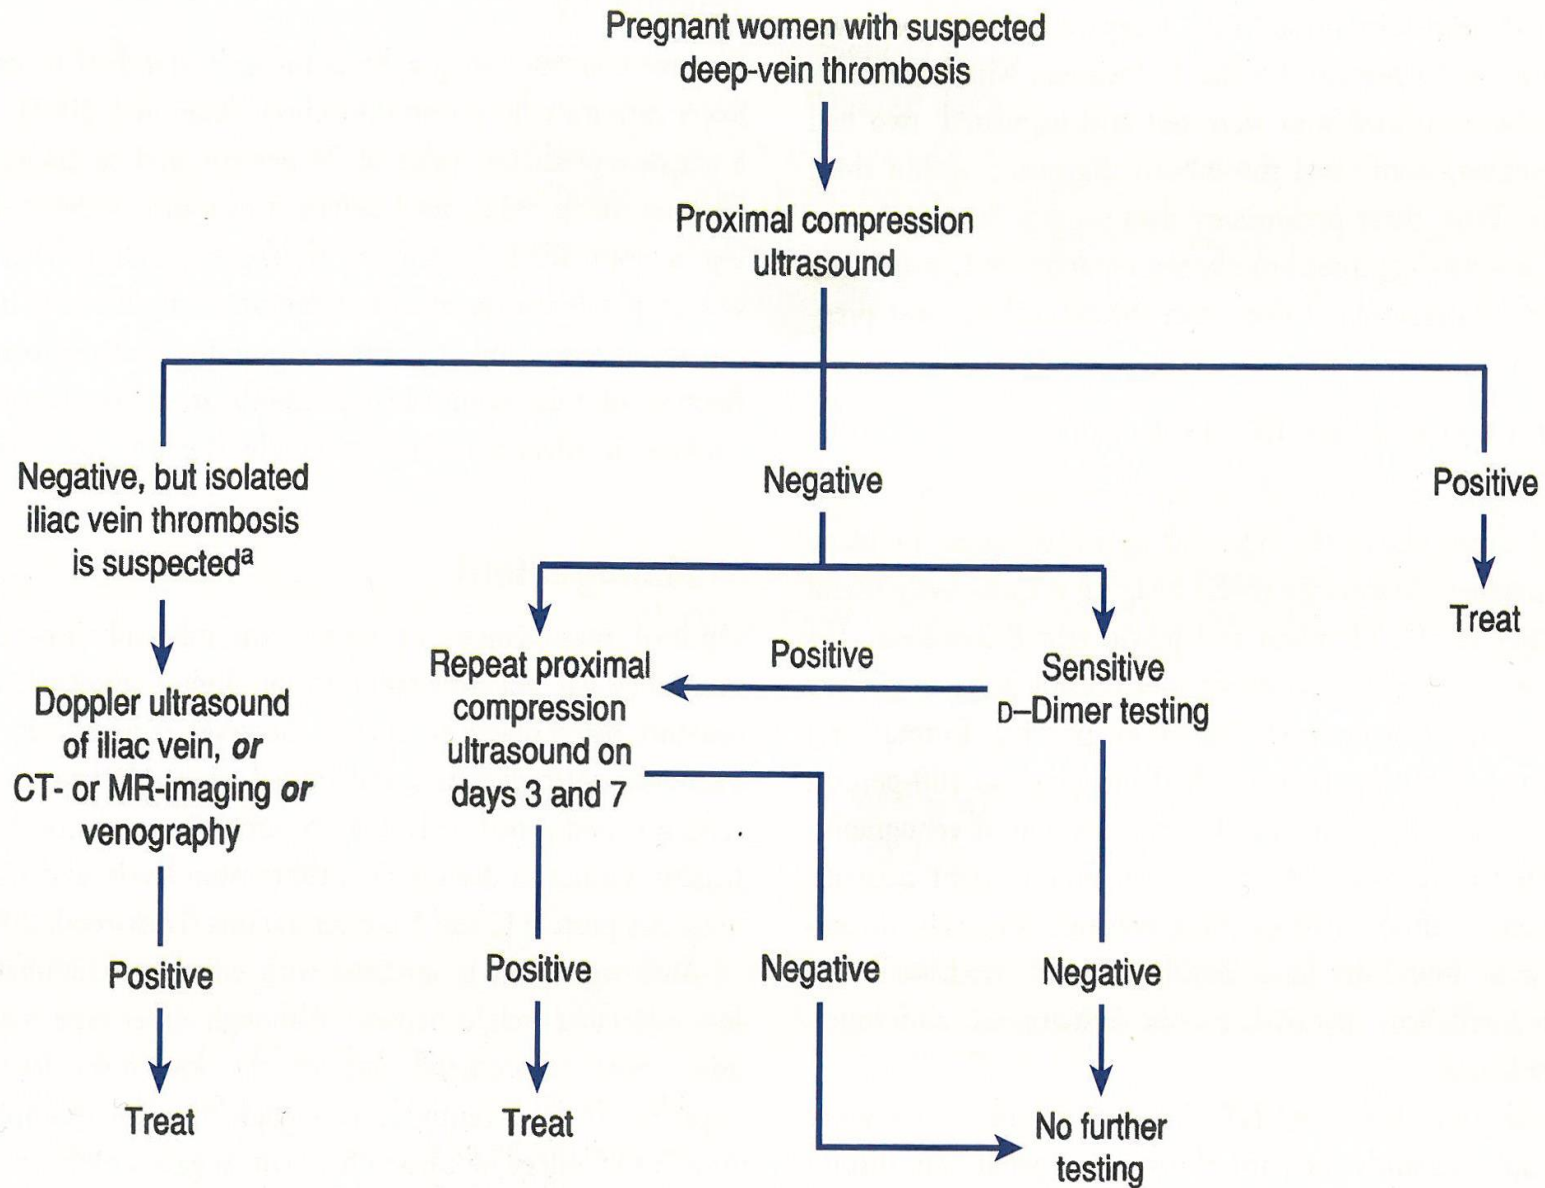 Pregnant women with suspected
deep-vein thrombosis
Proximal compression
ultrasound
Negative, but isolated
iliac vein thrombosis
is suspectedª
Negative
Positive
Treat
Doppler ultrasound
of iliac vein, or
CT- or MR-imaging or
venography
Repeat proximal
compression
ultrasound on
days 3 and 7
Positive
Sensitive
D–Dimer testing
Positive
Positive
Negative
Negative
Treat
Treat
No further
testing